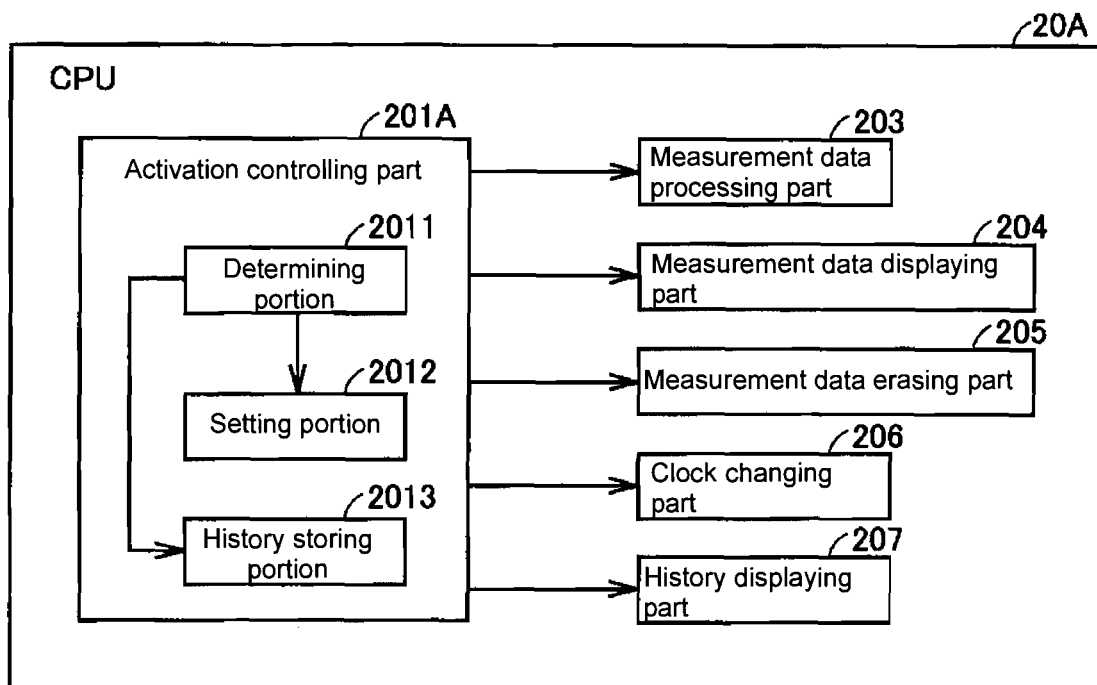 20A
CPU
201A
Activation controlling part
2011
Determining
portion
2012
Setting portion
2013
History storing
portion
203
Measurement data
processing part
204
Measurement data displaying
part
205
Measurement data erasing part
206
Clock changing
part
207
History displaying
part